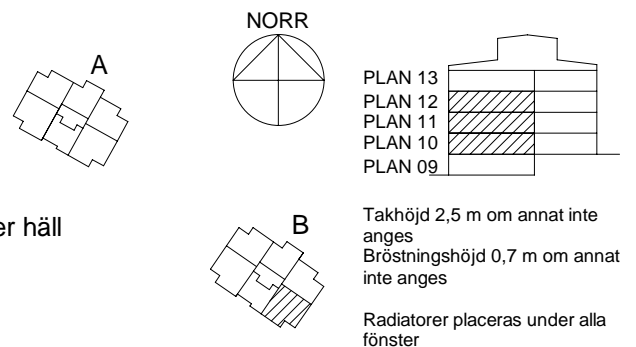 NORR
A
PLAN 13
PLAN 12
PLAN 11
PLAN 10
PLAN 09
er häll
B
Takhöjd 2,5 m om annat inte
anges
Bröstningshöjd 0,7 m om annat
inte anges
Radiatorer placeras under alla
fönster